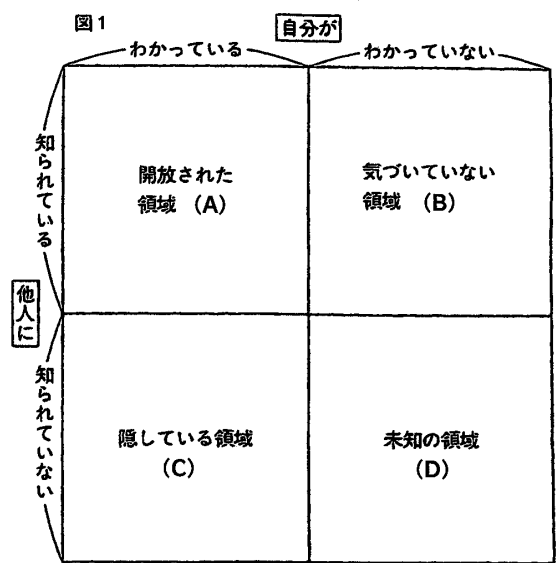 図1
自分が
わかっている
わかっていない
知られている
開放された
領域 (A)
気づいていない
領域 (B)
他人に
知られていない
隠している領域
(C)
未知の領域
(D)